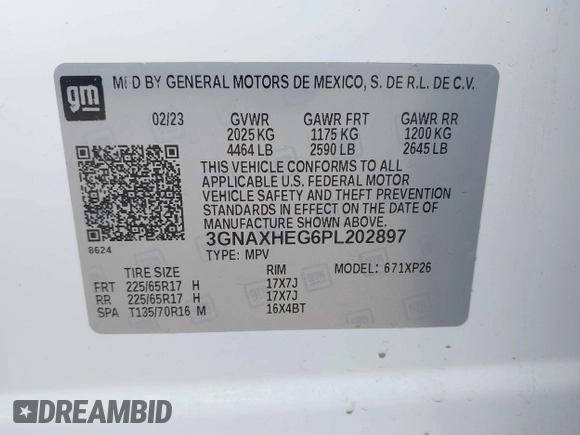 gm
MFD BY GENERAL MOTORS DE MEXICO, S. DE R.L. DE C.V.
02/23 GVWR GAWR FRT GAWR RR
2025 KG 1175 KG 1200 KG
4464 LB 2590 LB 2645 LB
THIS VEHICLE CONFORMS TO ALL
APPLICABLE U.S. FEDERAL MOTOR
VEHICLE SAFETY AND THEFT PREVENTION
STANDARDS IN EFFECT ON THE DATE OF
MANUFACTURE SHOWN ABOVE.
8624
3GNAXHEG6PL202897
TYPE: MPV
TIRE SIZE RIM MODEL: 671XP26
FRT 225/65R17 H 17X7J
RR 225/65R17 H 17X7J
SPA T135/70R16 M 16X4BT
DREAMBID